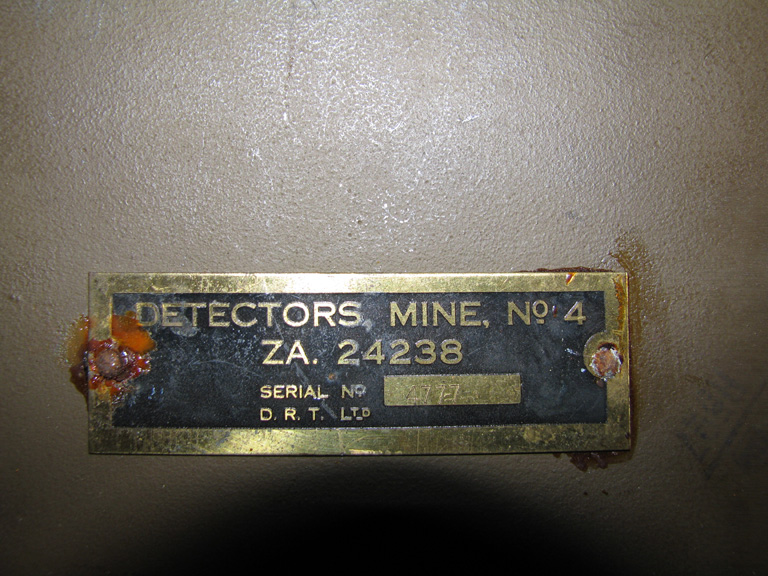 DETECTORS, MINE, Nº 4
ZA. 24238
SERIAL Nº
D. R. T. LTD